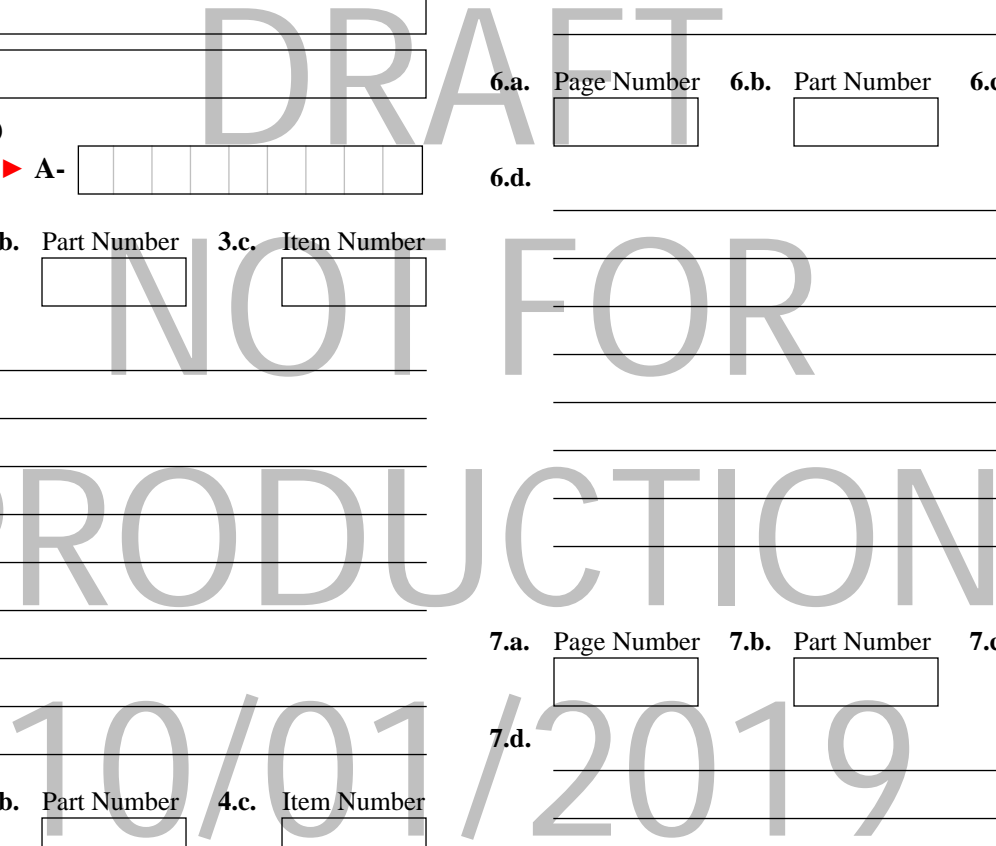 )
A-
b. Part Number 3.c. Item Number
b. Part Number 4.c. Item Number
6.a. Page Number 6.b. Part Number 6.c
6.d.
7.a. Page Number 7.b. Part Number 7.c
7.d.
DRAFT
NOT FOR
PRODUCTION
10/01/2019